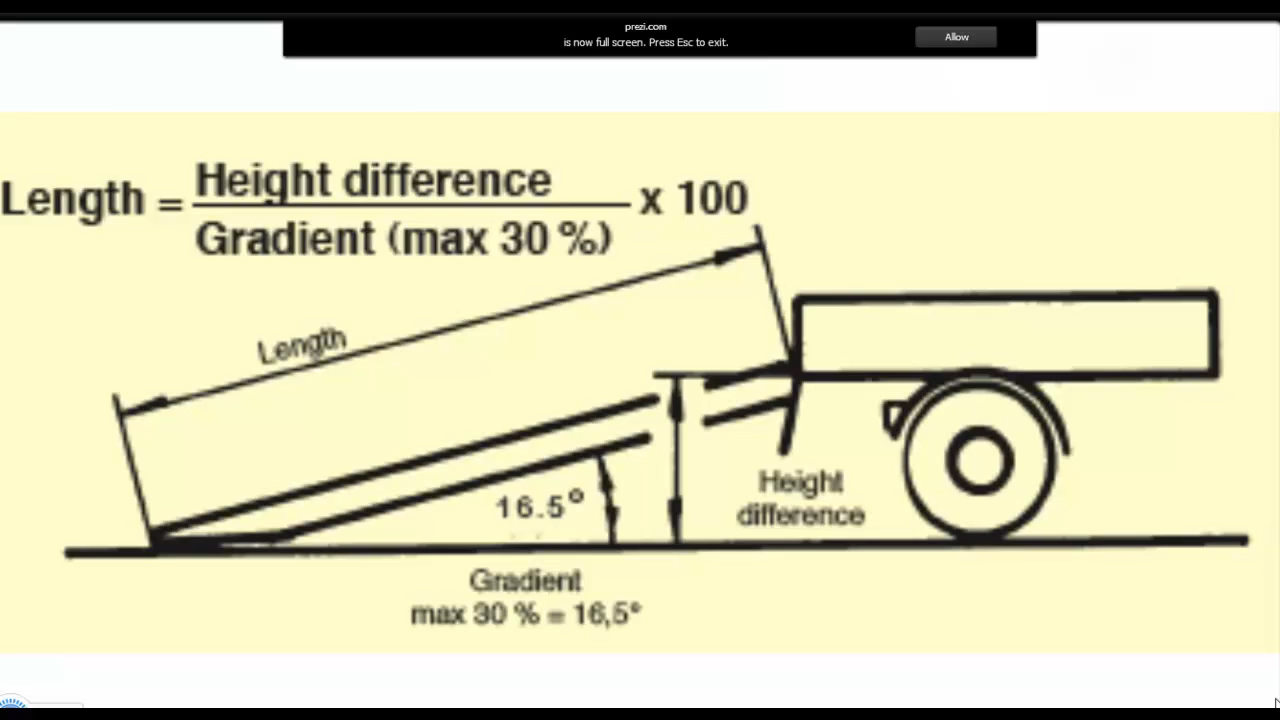 prezi.com
is now full screen. Press Esc to exit.
Allow
Length = Height difference / Gradient (max 30 %) x 100
Length
16.5°
Height
difference
Gradient
max 30 % = 16,5°